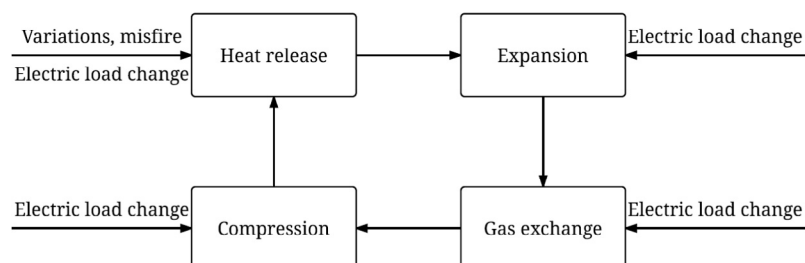 Variations, misfire
Electric load change
Heat release
Expansion
Electric load change
Electric load change
Compression
Gas exchange
Electric load change